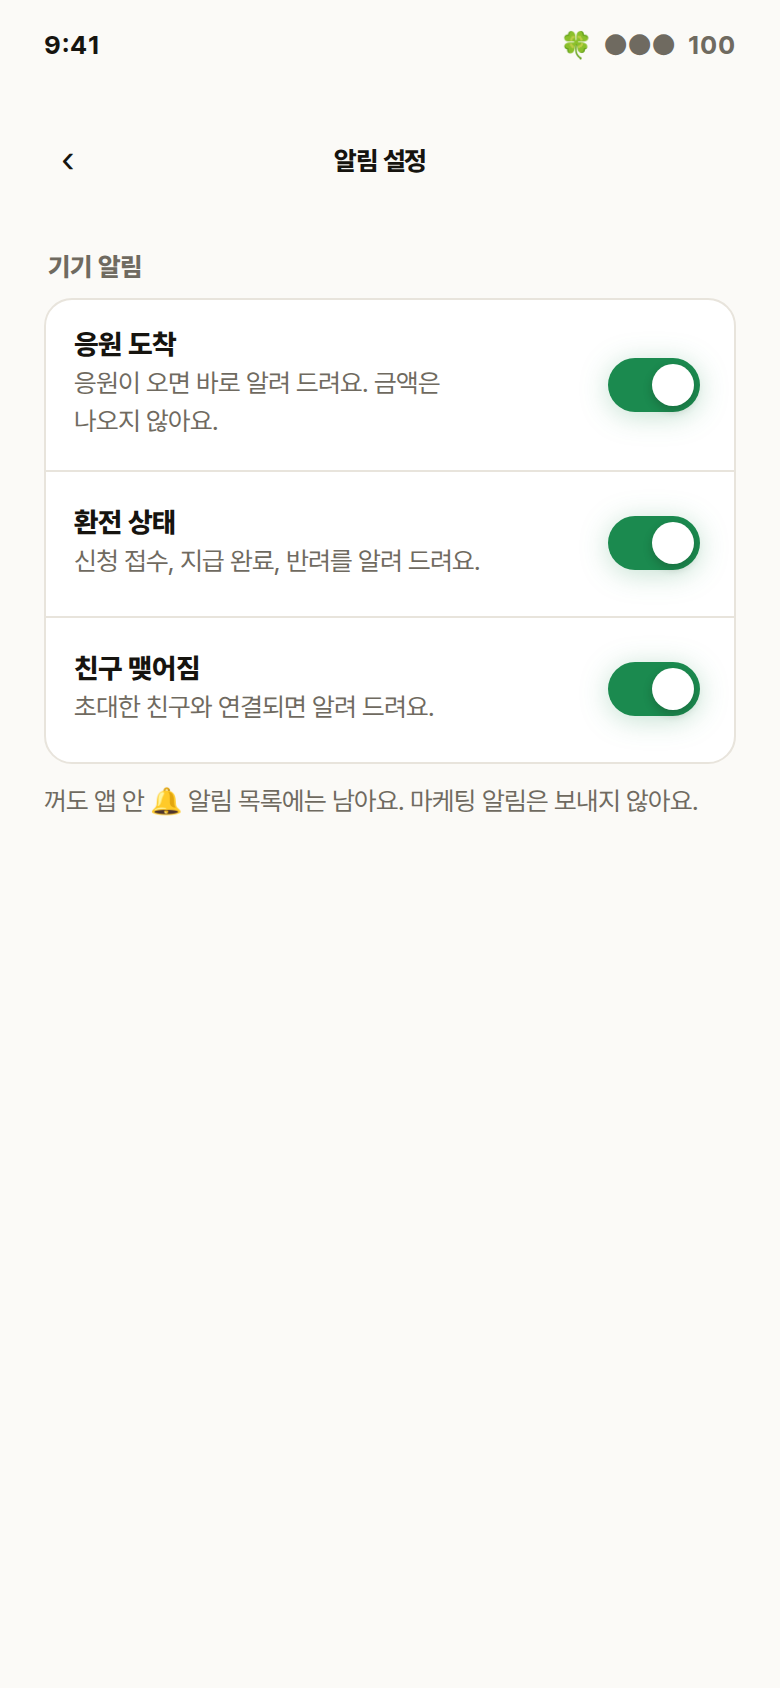 9:41
🍀 ●●● 100
‹
알림 설정
기기 알림
응원 도착
응원이 오면 바로 알려 드려요. 금액은
나오지 않아요.
환전 상태
신청 접수, 지급 완료, 반려를 알려 드려요.
친구 맺어짐
초대한 친구와 연결되면 알려 드려요.
꺼도 앱 안 🔔 알림 목록에는 남아요. 마케팅 알림은 보내지 않아요.